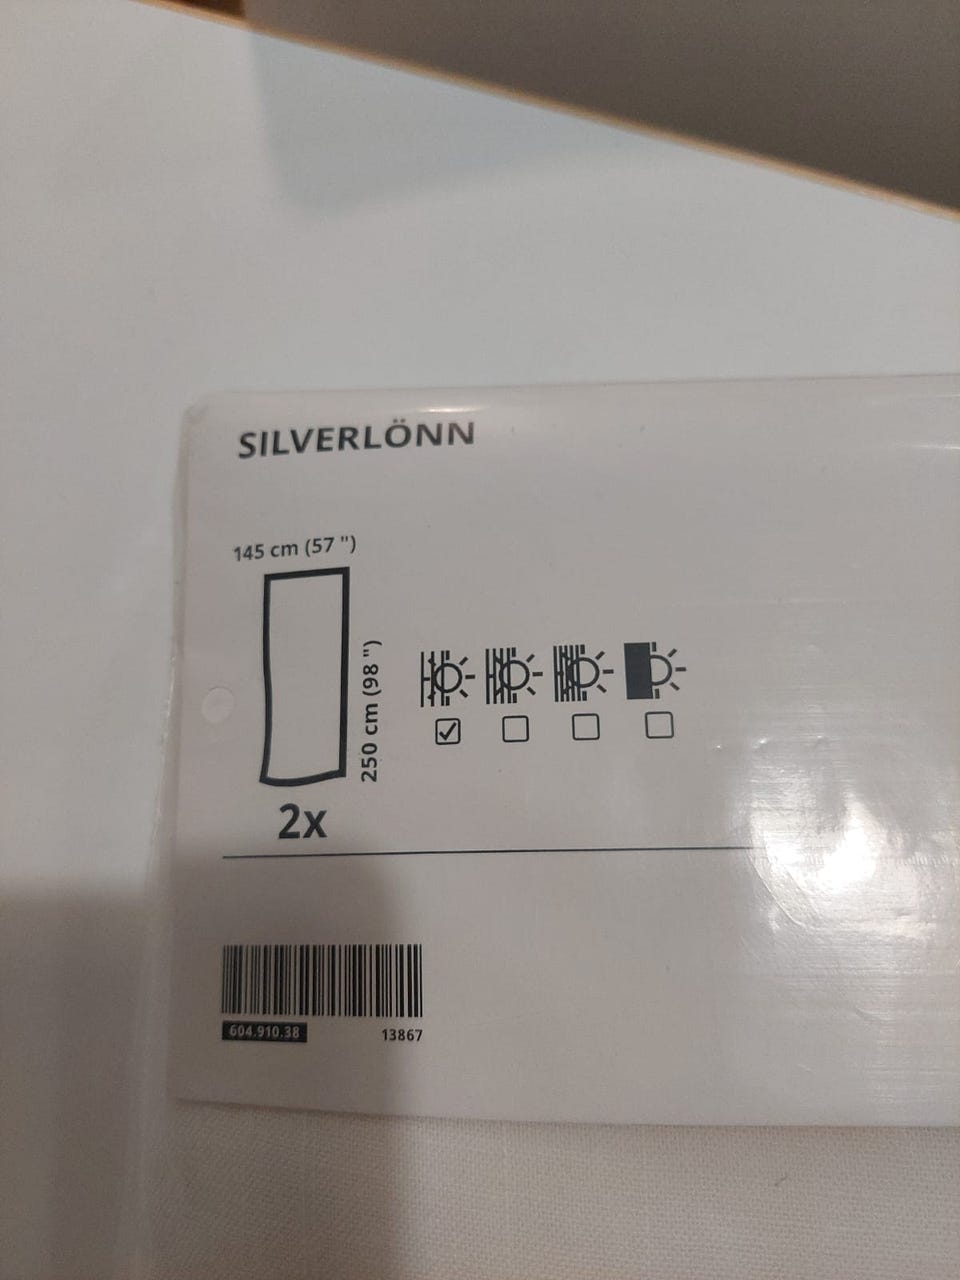 SILVERLÖNN
145 cm (57 ")
250 cm (98 ")
2x
604.910.38
13867